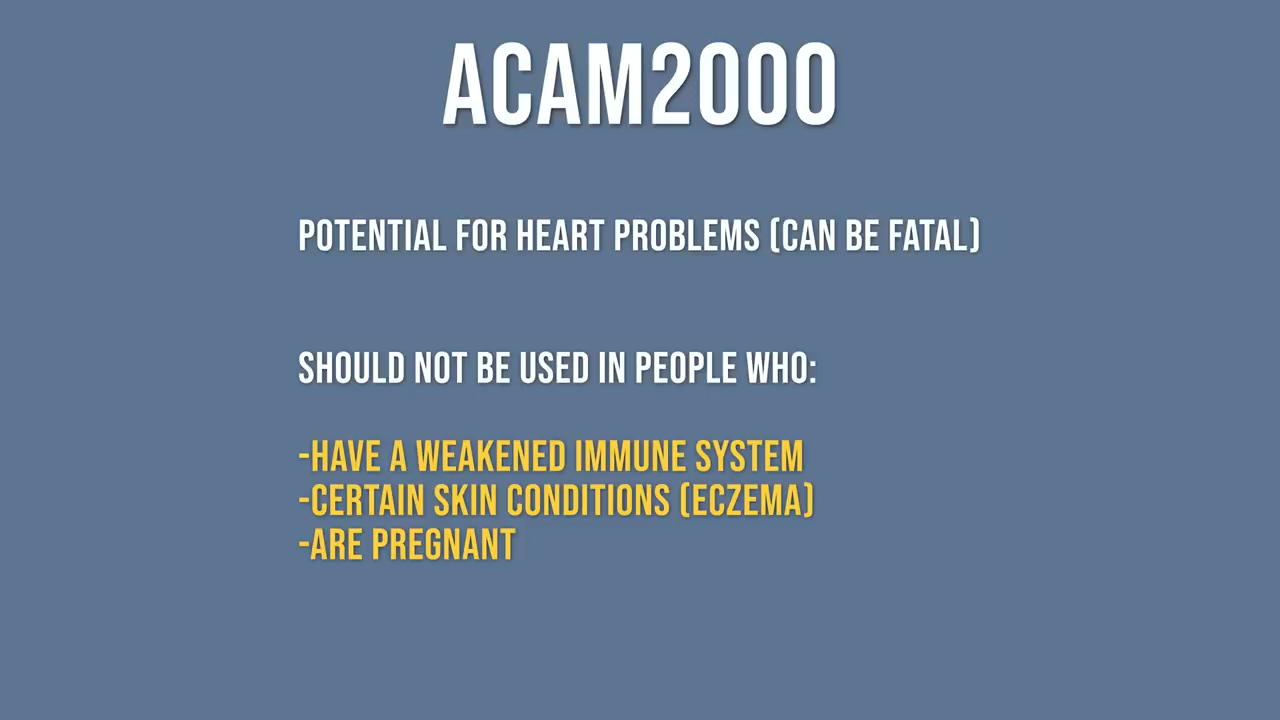 ACAM2000
POTENTIAL FOR HEART PROBLEMS (CAN BE FATAL)
SHOULD NOT BE USED IN PEOPLE WHO:
-HAVE A WEAKENED IMMUNE SYSTEM
-CERTAIN SKIN CONDITIONS (ECZEMA)
-ARE PREGNANT